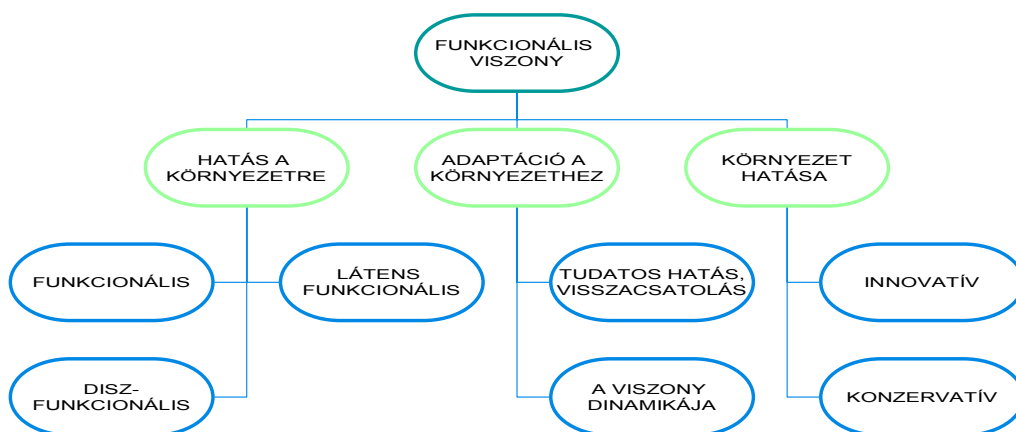 FUNKCIONÁLIS
VISZONY
HATÁS A
KÖRNYEZETRE
ADAPTÁCIÓ A
KÖRNYEZETHEZ
KÖRNYEZET
HATÁSA
FUNKCIONÁLIS
LÁTENS
FUNKCIONÁLIS
TUDATOS HATÁS,
VISSZACSATOLÁS
INNOVATÍV
DISZ-
FUNKCIONÁLIS
A VISZONY
DINAMIKÁJA
KONZERVATÍV